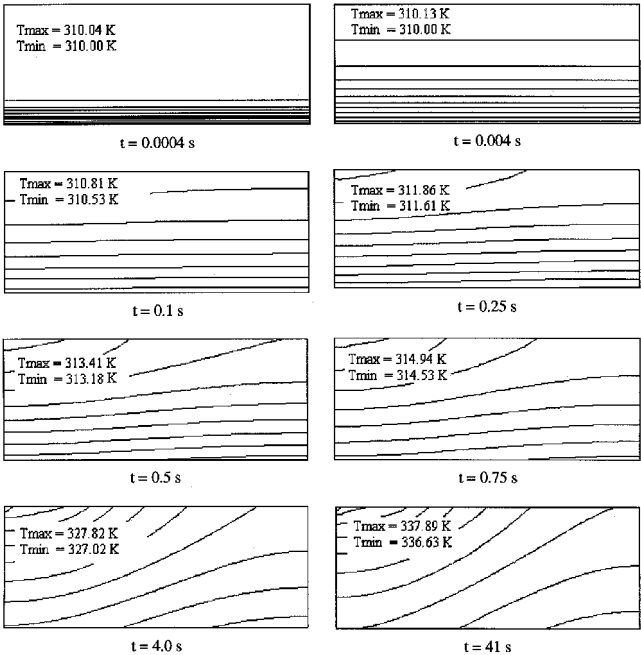 Tmax = 310.04 K
Tmin = 310.00 K
t = 0.0004 s
Tmax = 310.13 K
Tmin = 310.00 K
t = 0.004 s
Tmax = 310.81 K
Tmin = 310.53 K
t = 0.1 s
Tmax = 311.86 K
Tmin = 311.61 K
t = 0.25 s
Tmax = 313.41 K
Tmin = 313.18 K
t = 0.5 s
Tmax = 314.94 K
Tmin = 314.53 K
t = 0.75 s
Tmax = 327.82 K
Tmin = 327.02 K
t = 4.0 s
Tmax = 337.89 K
Tmin = 336.63 K
t = 41 s